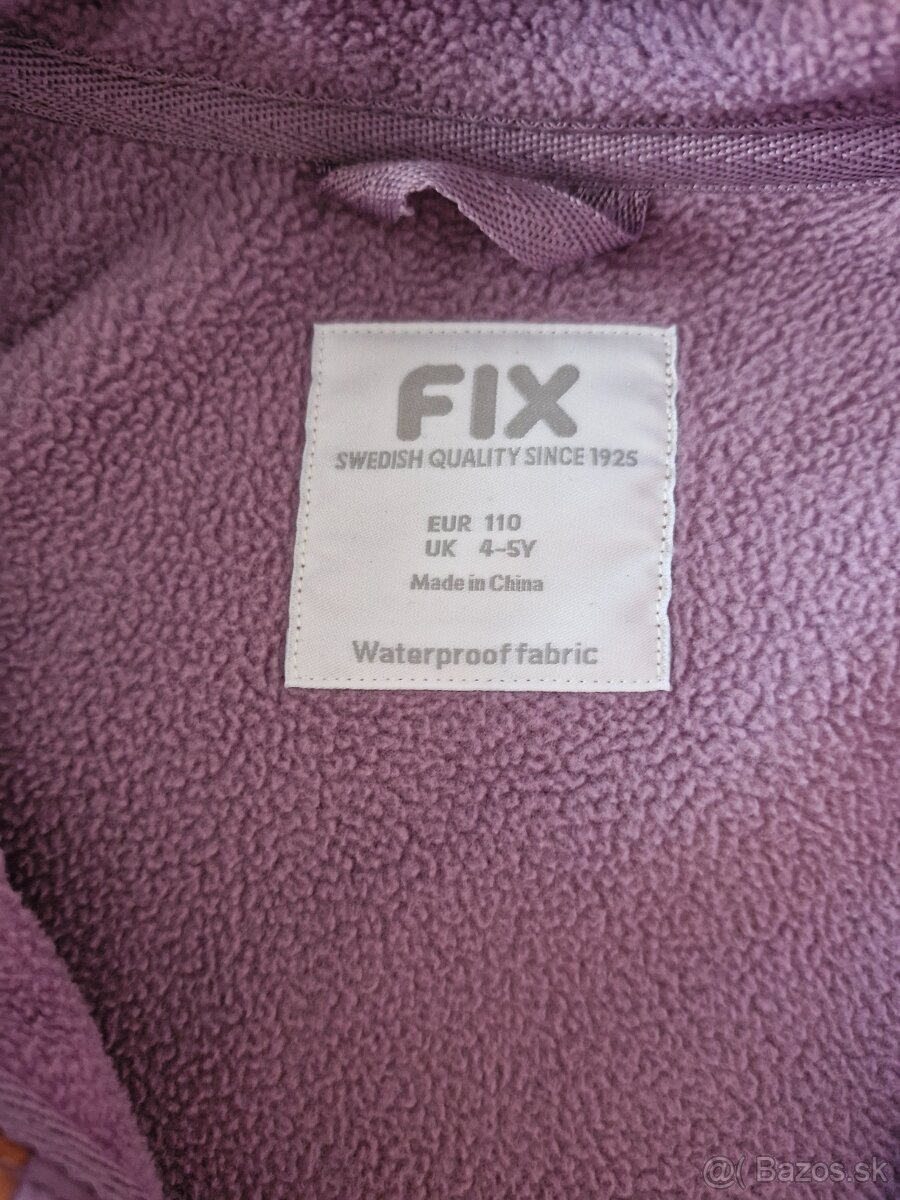 FIX
SWEDISH QUALITY SINCE 1925
EUR 110
UK 4-5Y
Made in China
Waterproof fabric
@( Bazos.sk